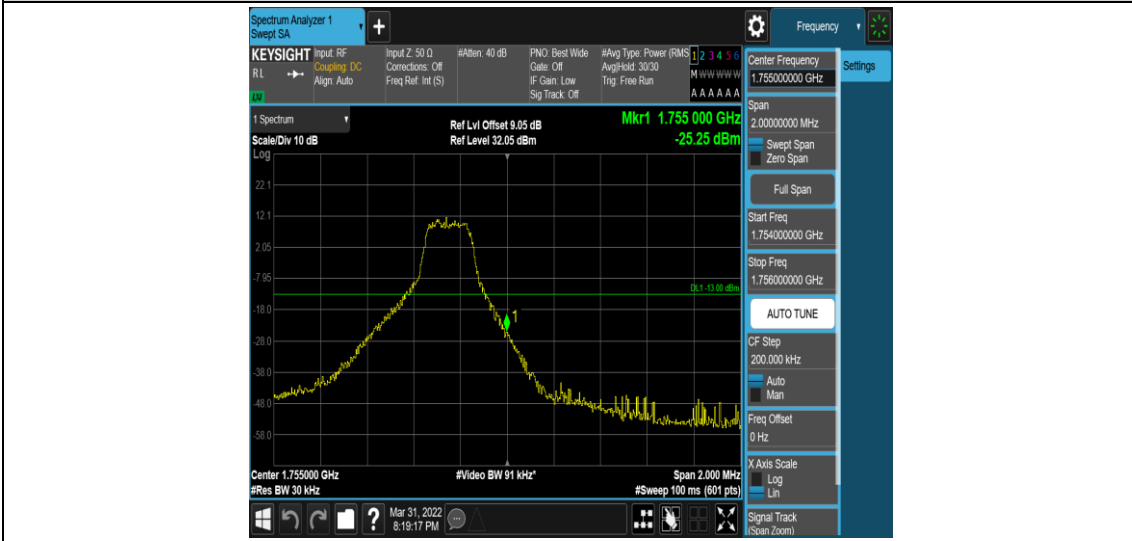 Spectrum Analyzer 1
Swept SA
+
Frequency
KEYSIGHT
RL
Input: RF
Coupling: DC
Align: Auto
Input Z: 50 Ω
Corrections: Off
Freq Ref: Int (S)
#Atten: 40 dB
PNO: Best Wide
Gate: Off
IF Gain: Low
Sig Track: Off
#Avg Type: Power (RMS
Avg|Hold: 30/30
Trig: Free Run
1 2 3 4 5 6
M W W W W W
A A A A A A
1 Spectrum
Scale/Div 10 dB
Log
Ref Lvl Offset 9.05 dB
Ref Level 32.05 dBm
Mkr1 1.755 000 GHz
-25.25 dBm
22.1
12.1
2.05
-7.95
-18.0
-28.0
-38.0
-48.0
-58.0
DL1 -13.00 dBm
1
Center 1.755000 GHz
#Res BW 30 kHz
#Video BW 91 kHz*
Span 2.000 MHz
#Sweep 100 ms (601 pts)
?
Mar 31, 2022
8:19:17 PM
Center Frequency
1.755000000 GHz
Settings
Span
2.00000000 MHz
Swept Span
Zero Span
Full Span
Start Freq
1.754000000 GHz
Stop Freq
1.756000000 GHz
AUTO TUNE
CF Step
200.000 kHz
Auto
Man
Freq Offset
0 Hz
X Axis Scale
Log
Lin
Signal Track
(Span Zoom)